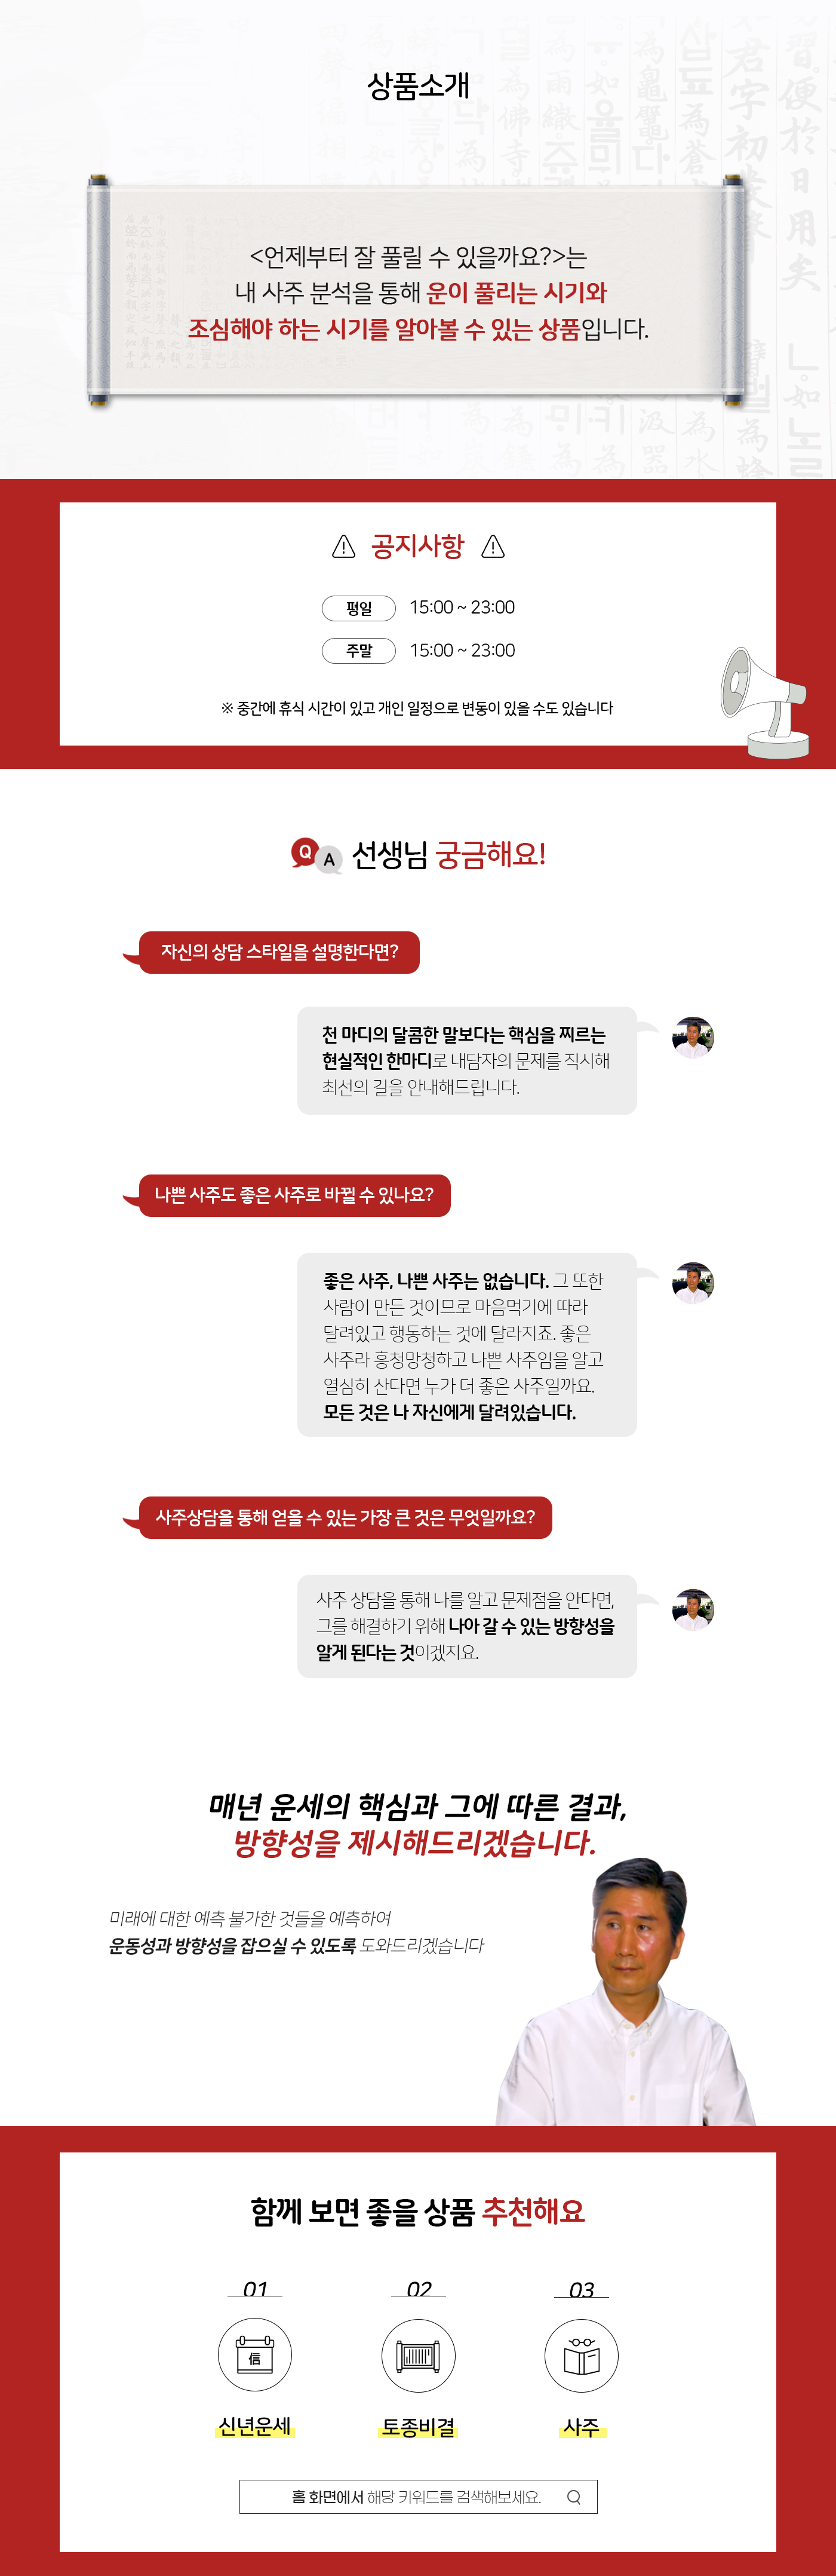 상품소개
<언제부터 잘 풀릴 수 있을까요?>는
내 사주 분석을 통해 운이 풀리는 시기와
조심해야 하는 시기를 알아볼 수 있는 상품입니다.
공지사항
평일 15:00 ~ 23:00
주말 15:00 ~ 23:00
※ 중간에 휴식 시간이 있고 개인 일정으로 변동이 있을 수도 있습니다
Q A 선생님 궁금해요!
자신의 상담 스타일을 설명한다면?
천 마디의 달콤한 말보다는 핵심을 찌르는
현실적인 한마디로 내담자의 문제를 직시해
최선의 길을 안내해드립니다.
나쁜 사주도 좋은 사주로 바뀔 수 있나요?
좋은 사주, 나쁜 사주는 없습니다. 그 또한
사람이 만든 것이므로 마음먹기에 따라
달려있고 행동하는 것에 달라지죠. 좋은
사주라 흥청망청하고 나쁜 사주임을 알고
열심히 산다면 누가 더 좋은 사주일까요.
모든 것은 나 자신에게 달려있습니다.
사주상담을 통해 얻을 수 있는 가장 큰 것은 무엇일까요?
사주 상담을 통해 나를 알고 문제점을 안다면,
그를 해결하기 위해 나아 갈 수 있는 방향성을
알게 된다는 것이겠지요.
매년 운세의 핵심과 그에 따른 결과,
방향성을 제시해드리겠습니다.
미래에 대한 예측 불가한 것들을 예측하여
운동성과 방향성을 잡으실 수 있도록 도와드리겠습니다
함께 보면 좋을 상품 추천해요
01 02 03
信
신년운세 토종비결 사주
홈 화면에서 해당 키워드를 검색해보세요.